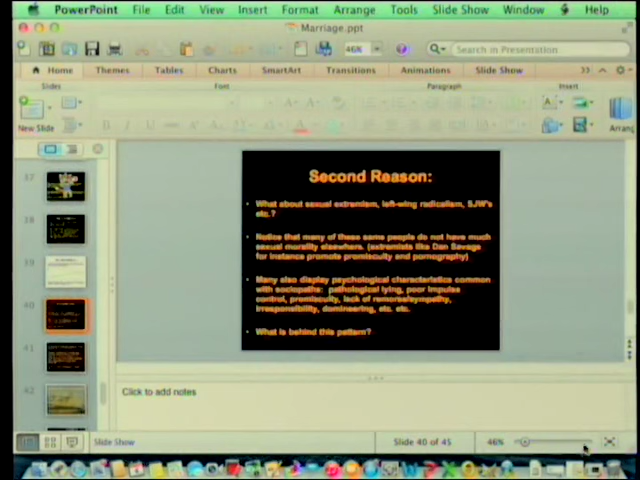 PowerPoint File Edit View Insert Format Arrange Tools Slide Show Window Help
Marriage.ppt
46% Search in Presentation
Home Themes Tables Charts SmartArt Transitions Animations Slide Show
Slides Font Paragraph Insert
New Slide Arrang
37
38
39
40
41
42
Second Reason:
• What about sexual extremism, left-wing radicalism, SJW's
etc.?
• Notice that many of these same people do not have much
sexual morality elsewhere. (extremists like Dan Savage
for instance promote promiscuity and pornography)
• Many also display psychological characteristics common
with sociopaths: pathological lying, poor impulse
control, promiscuity, lack of remorse/sympathy,
irresponsibility, domineering, etc. etc.
• What is behind this pattern?
Click to add notes
Slide Show Slide 40 of 45 46%